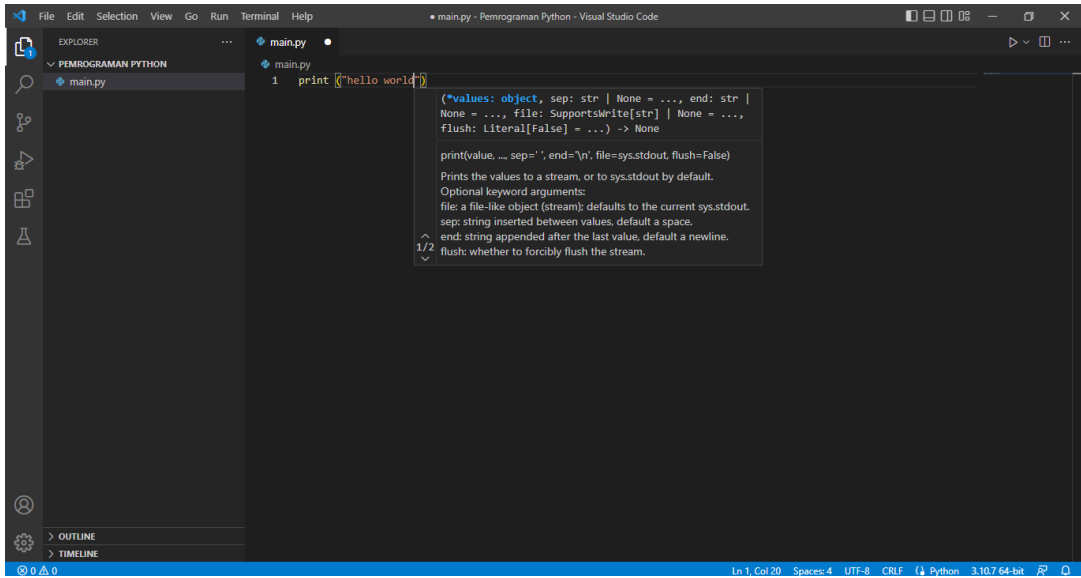 File Edit Selection View Go Run Terminal Help
● main.py - Pemrograman Python - Visual Studio Code
EXPLORER ···
main.py ●
PEMROGRAMAN PYTHON
main.py
main.py
1 print ("hello world")
(*values: object, sep: str | None = ..., end: str |
None = ..., file: SupportsWrite[str] | None = ...,
flush: Literal[False] = ...) -> None
print(value, ..., sep=' ', end='\n', file=sys.stdout, flush=False)
Prints the values to a stream, or to sys.stdout by default.
Optional keyword arguments:
file: a file-like object (stream); defaults to the current sys.stdout.
sep: string inserted between values, default a space.
end: string appended after the last value, default a newline.
1/2
flush: whether to forcibly flush the stream.
1
OUTLINE
TIMELINE
0 0
Ln 1, Col 20 Spaces: 4 UTF-8 CRLF Python 3.10.7 64-bit